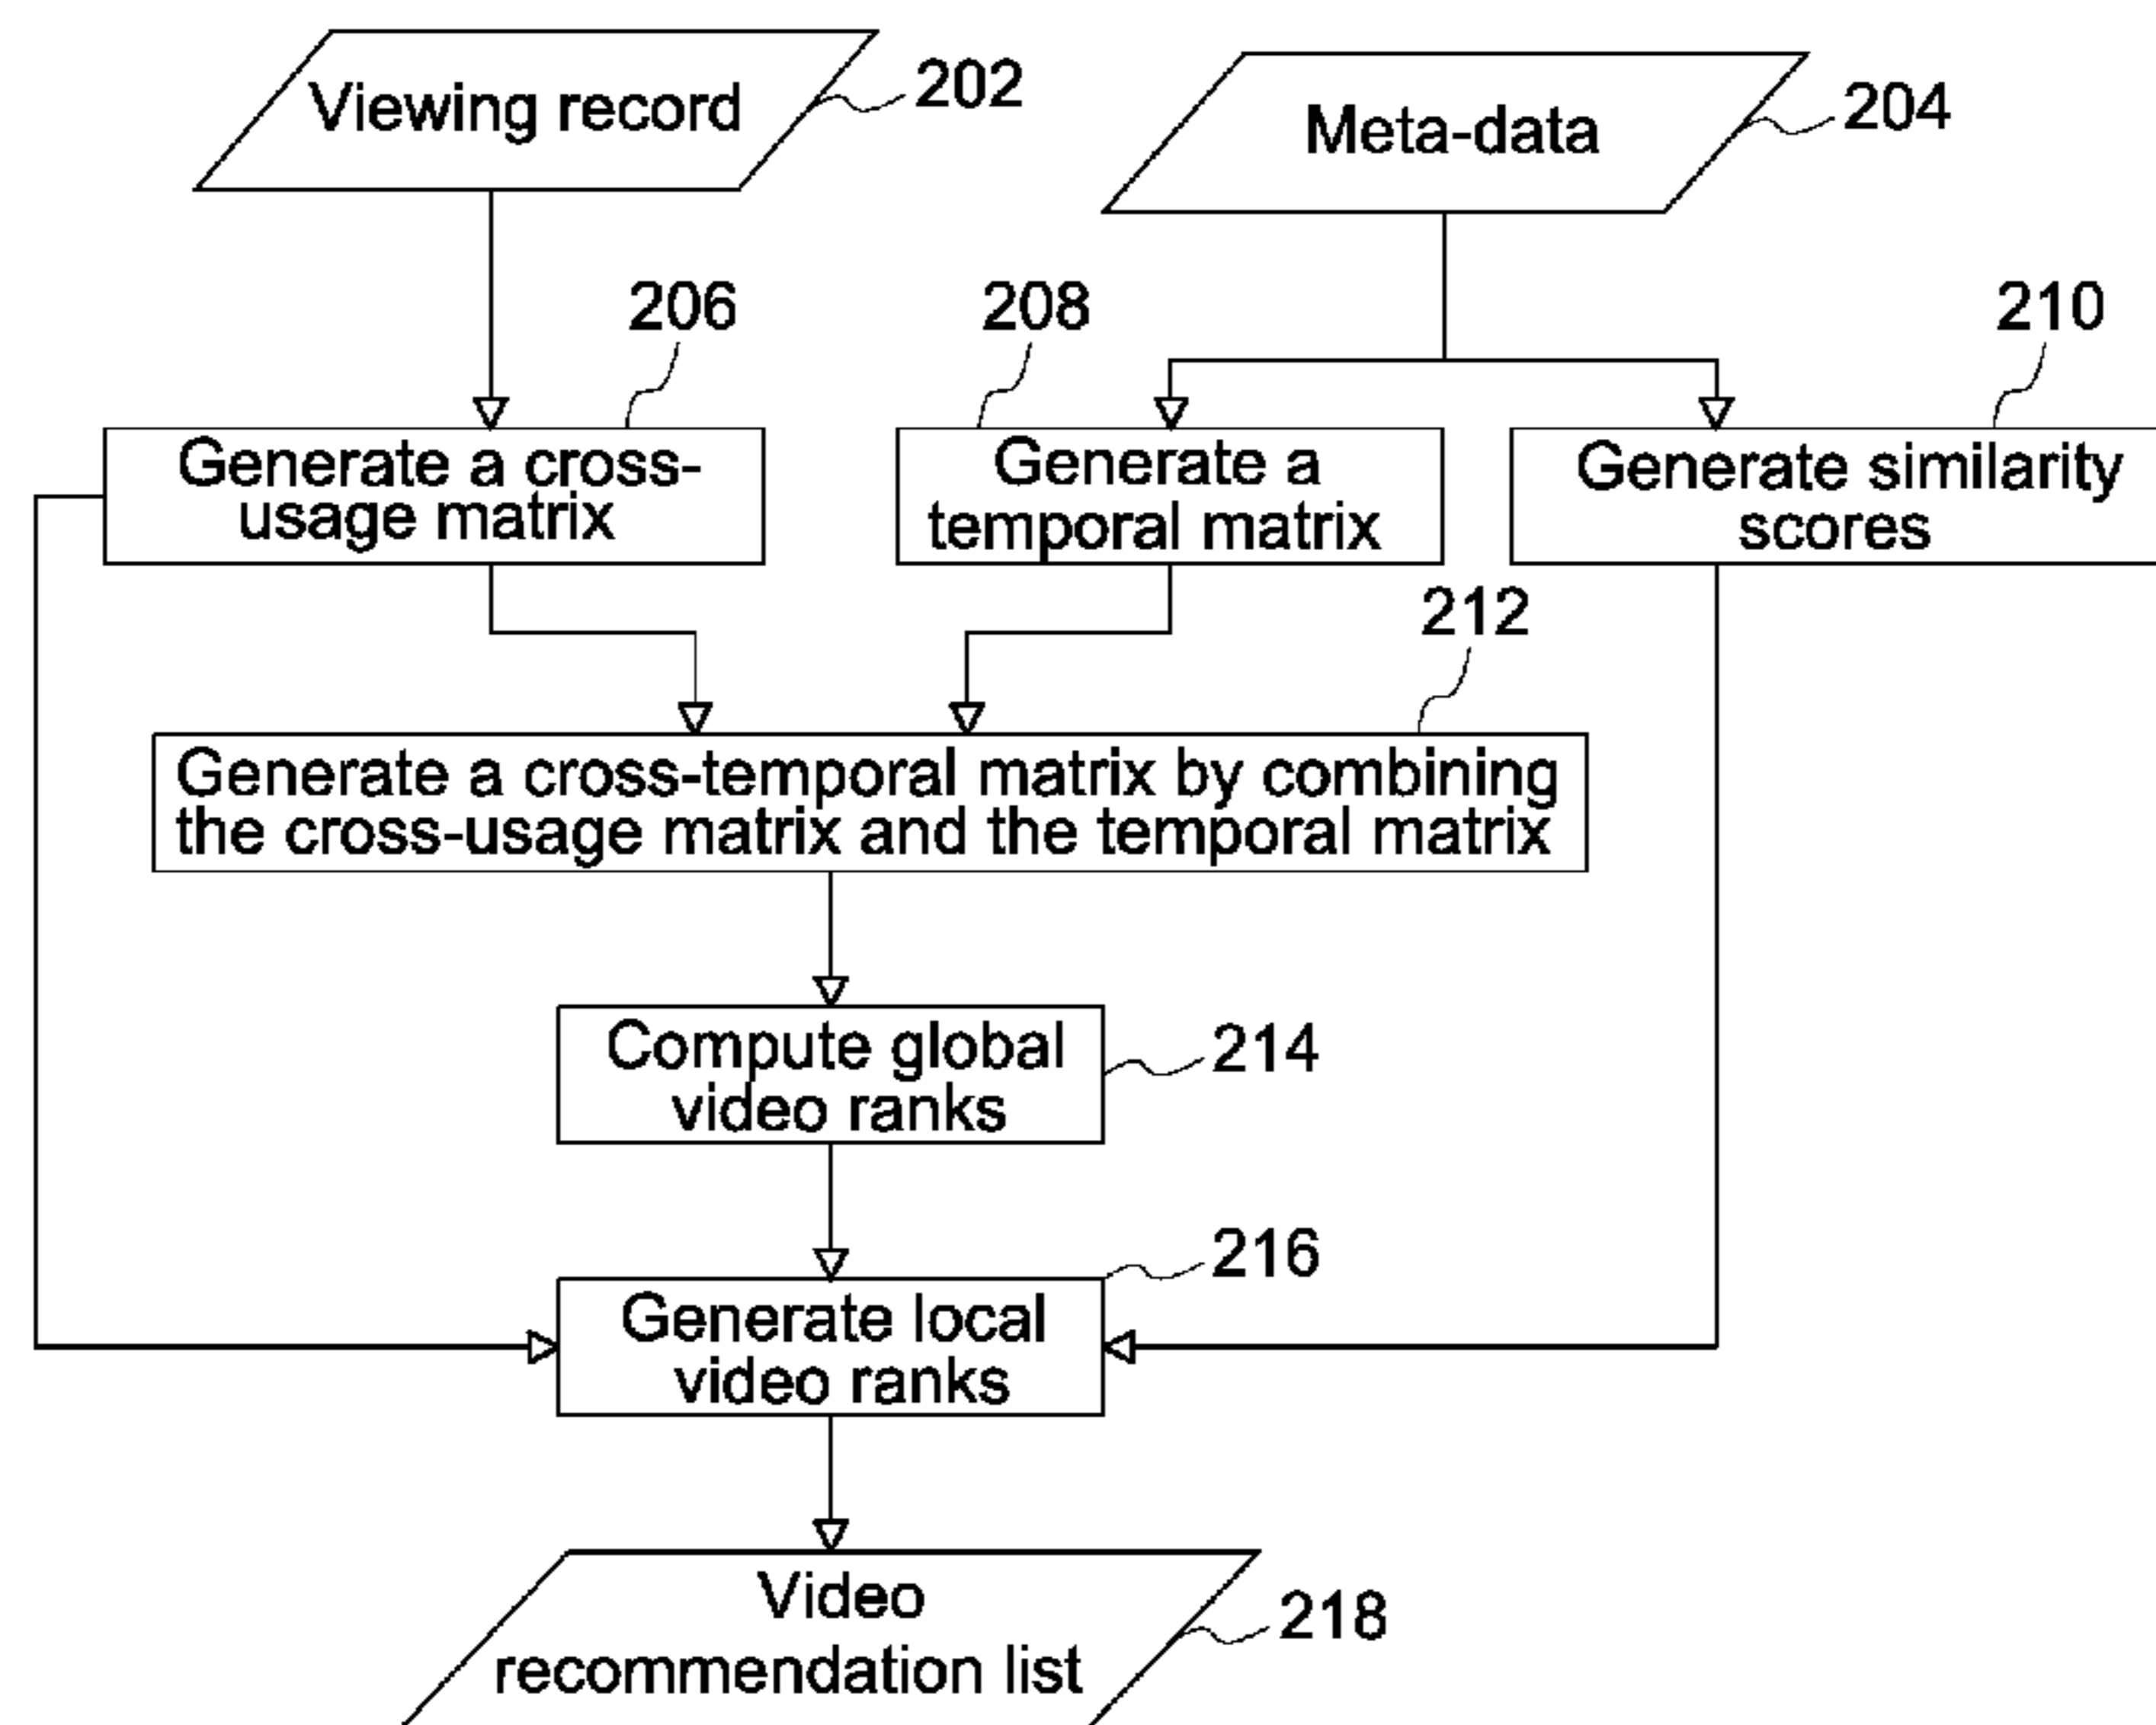 Viewing record
202
Meta-data
204
206
208
210
Generate a cross-
usage matrix
Generate a
temporal matrix
Generate similarity
scores
212
Generate a cross-temporal matrix by combining
the cross-usage matrix and the temporal matrix
Compute global
video ranks
214
216
Generate local
video ranks
Video
recommendation list
218